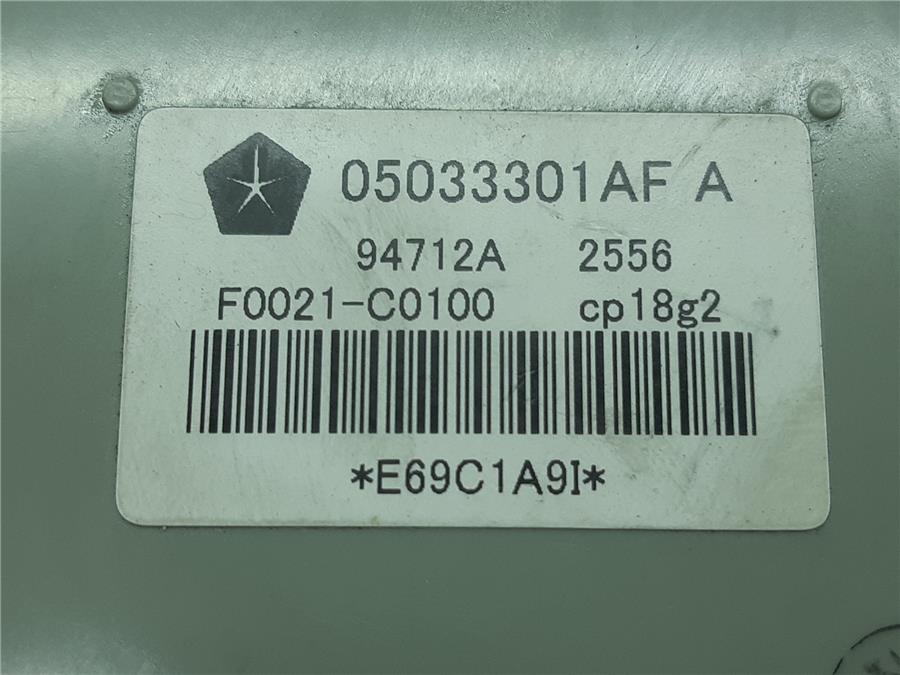 05033301AF A
94712A 2556
F0021-C0100 cp18g2
*E69C1A9I*